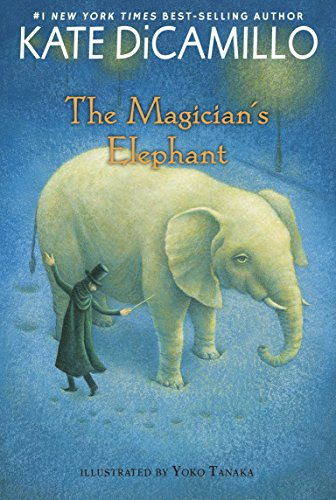 #1 NEW YORK TIMES BEST-SELLING AUTHOR
KATE DiCAMILLO
The Magician's
Elephant
ILLUSTRATED BY YOKO TANAKA